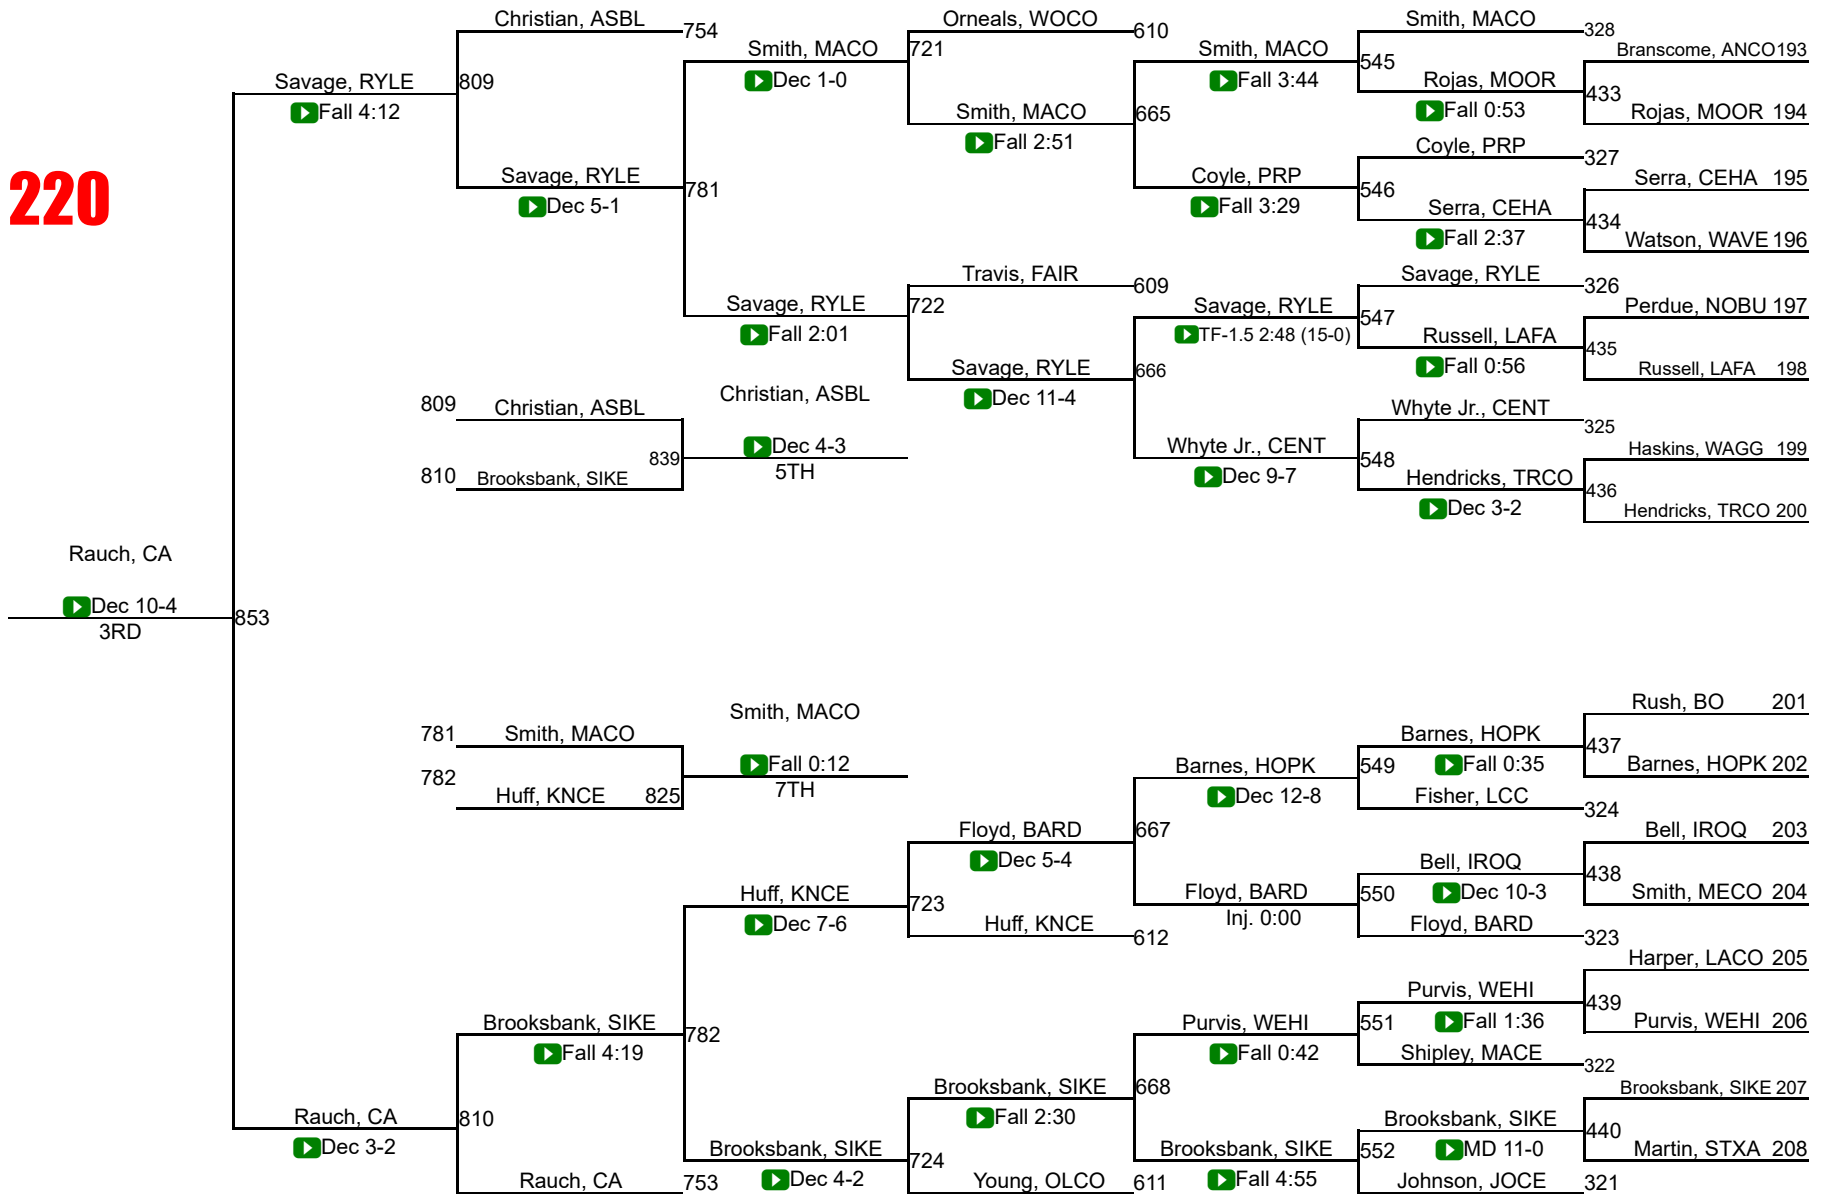 220
Christian, ASBL
754
Savage, RYLE
Fall 4:12
809
Savage, RYLE
Dec 5-1
Smith, MACO
Dec 1-0
781
Savage, RYLE
Fall 2:01
Orneals, WOCO
610
721
Smith, MACO
Fall 2:51
Travis, FAIR
609
722
Savage, RYLE
Dec 11-4
Smith, MACO
Fall 3:44
665
Coyle, PRP
Fall 3:29
Savage, RYLE
TF-1.5 2:48 (15-0)
666
Whyte Jr., CENT
Dec 9-7
Smith, MACO
328
545
Rojas, MOOR
Fall 0:53
Coyle, PRP
327
546
Serra, CEHA
Fall 2:37
Savage, RYLE
326
547
Russell, LAFA
Fall 0:56
Whyte Jr., CENT
325
548
Hendricks, TRCO
Dec 3-2
Branscome, ANCO193
433
Rojas, MOOR 194
Serra, CEHA 195
434
Watson, WAVE 196
Perdue, NOBU 197
435
Russell, LAFA 198
Haskins, WAGG 199
436
Hendricks, TRCO 200
809
Christian, ASBL
810
Brooksbank, SIKE
839
Christian, ASBL
Dec 4-3
5TH
Rauch, CA
Dec 10-4
3RD
853
781
Smith, MACO
782
Huff, KNCE
825
Smith, MACO
Fall 0:12
7TH
Rauch, CA
Dec 3-2
Brooksbank, SIKE
Fall 4:19
810
Rauch, CA
753
Huff, KNCE
Dec 7-6
782
Brooksbank, SIKE
Dec 4-2
Floyd, BARD
Dec 5-4
723
Huff, KNCE
612
Brooksbank, SIKE
Fall 2:30
724
Young, OLCO
611
Barnes, HOPK
Dec 12-8
667
Floyd, BARD
Inj. 0:00
Purvis, WEHI
Fall 0:42
668
Brooksbank, SIKE
Fall 4:55
Barnes, HOPK
Fall 0:35
549
Fisher, LCC
324
Bell, IROQ
Dec 10-3
550
Floyd, BARD
323
Purvis, WEHI
Fall 1:36
551
Shipley, MACE
322
Brooksbank, SIKE
MD 11-0
552
Johnson, JOCE
321
Rush, BO 201
437
Barnes, HOPK 202
Bell, IROQ 203
438
Smith, MECO 204
Harper, LACO 205
439
Purvis, WEHI 206
Brooksbank, SIKE 207
440
Martin, STXA 208